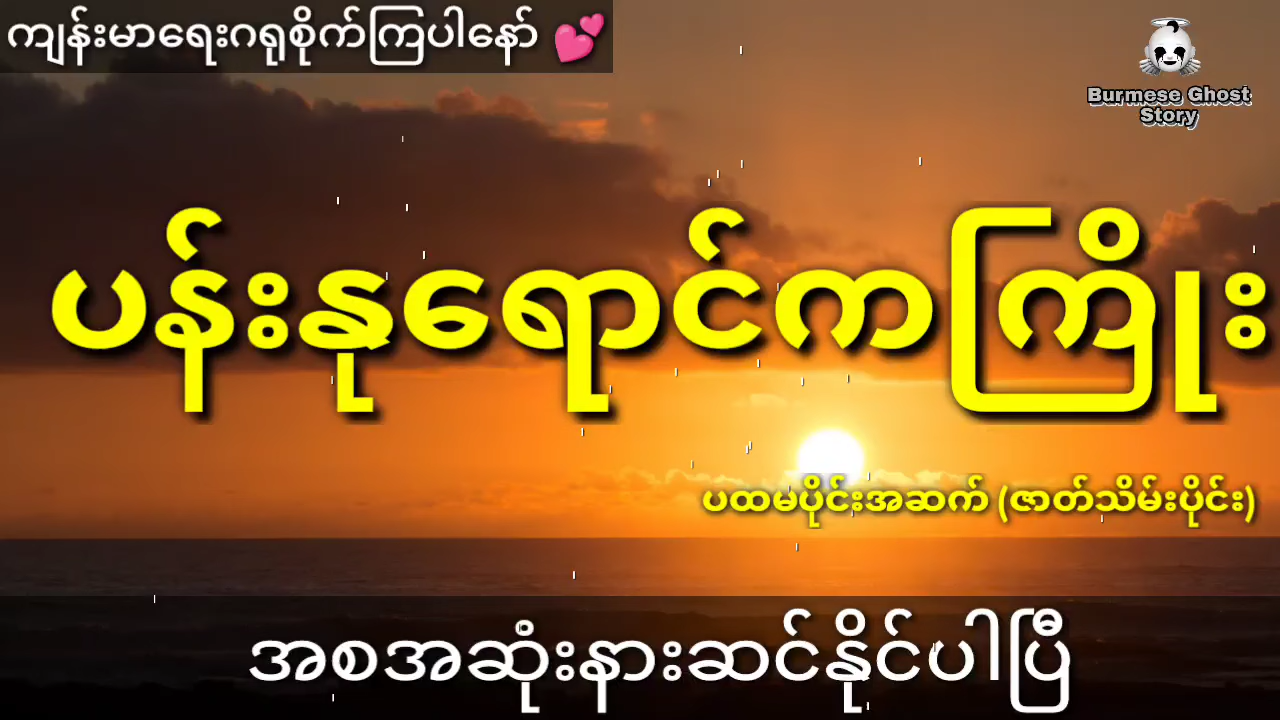 ကျန်းမာရေးဂရုစိုက်ကြပါနော် 💕
Burmese Ghost
Story
ပန်းနုရောင်ကကြိုး
ပထမပိုင်းအဆက် (ဇာတ်သိမ်းပိုင်း)
အစအဆုံးနားဆင်နိုင်ပါပြီ